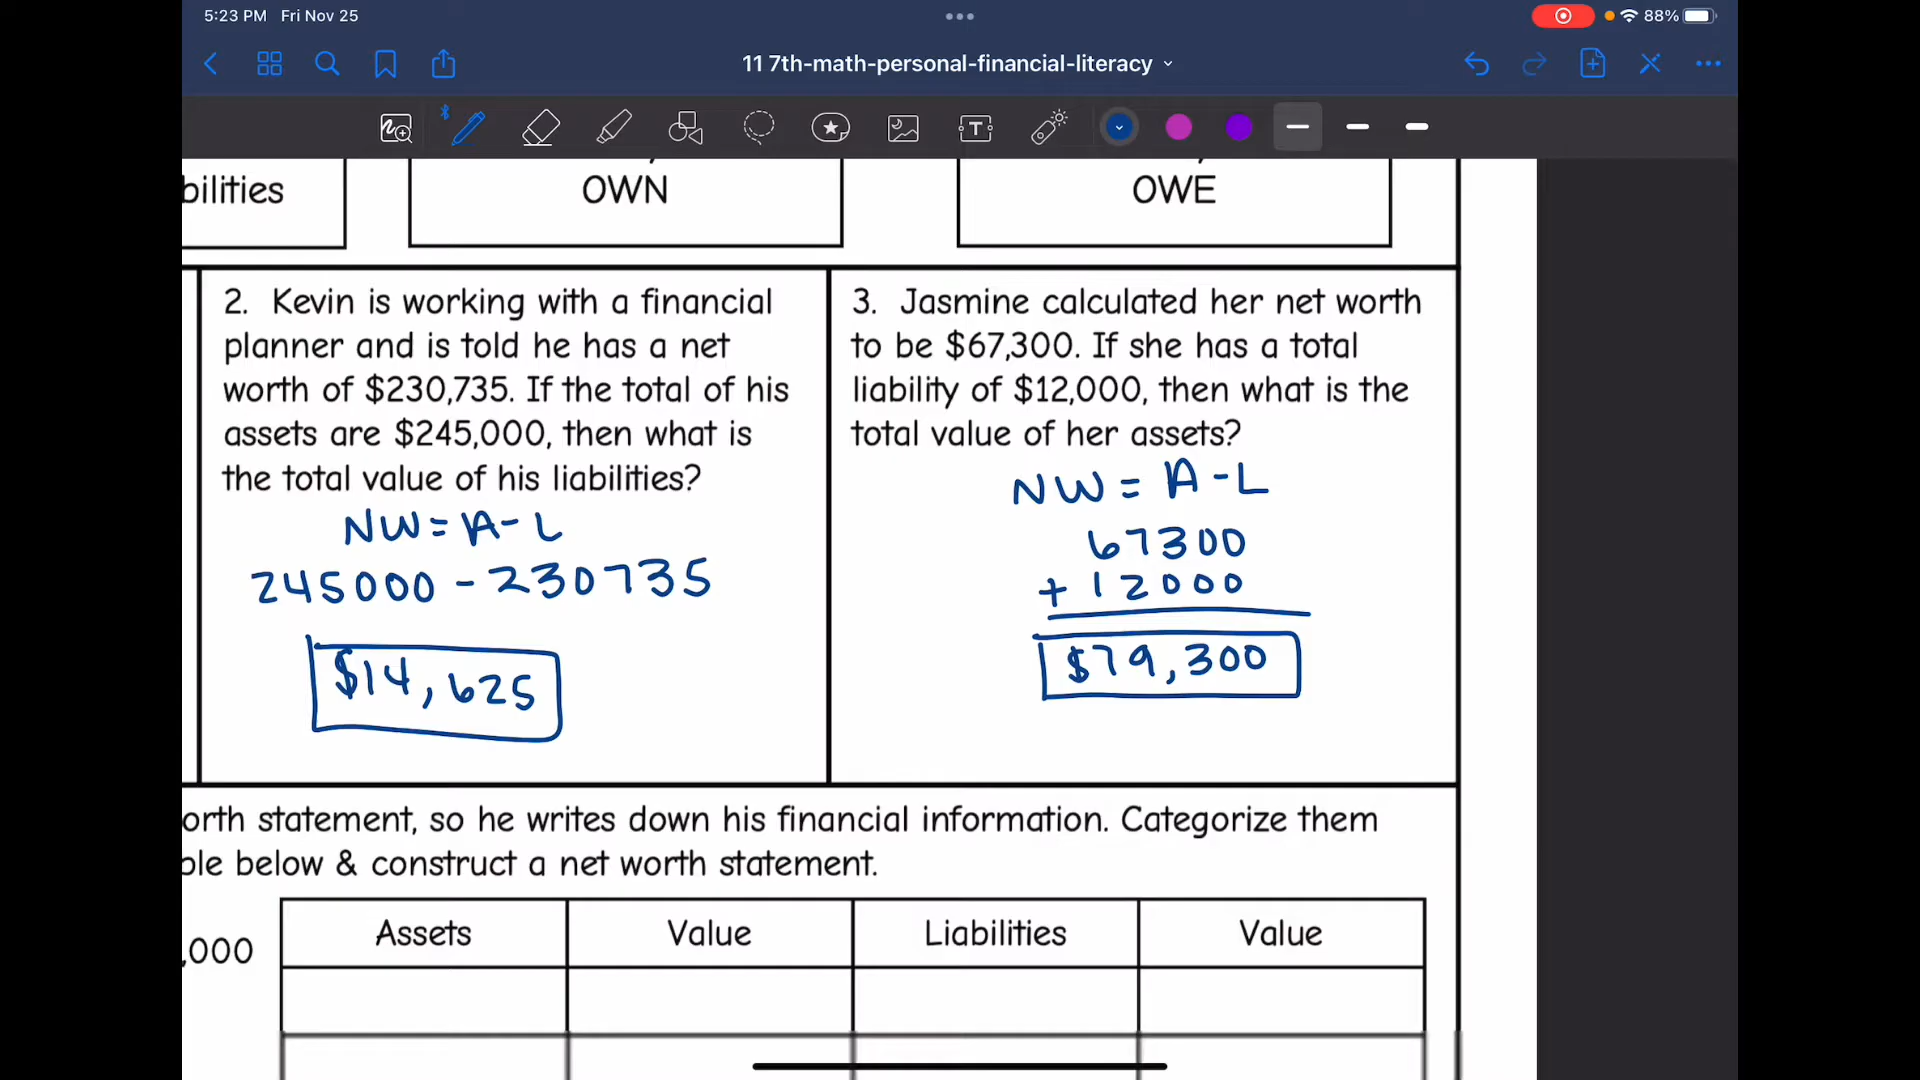 5:23 PM Fri Nov 25
88%
11 7th-math-personal-financial-literacy
T
bilities
OWN
OWE
2. Kevin is working with a financial
planner and is told he has a net
worth of $230,735. If the total of his
assets are $245,000, then what is
the total value of his liabilities?
NW = A - L
245000 - 230735
$14,625
3. Jasmine calculated her net worth
to be $67,300. If she has a total
liability of $12,000, then what is the
total value of her assets?
NW = A - L
67300
+ 12000
$79,300
orth statement, so he writes down his financial information. Categorize them
ble below & construct a net worth statement.
,000
Assets Value Liabilities Value